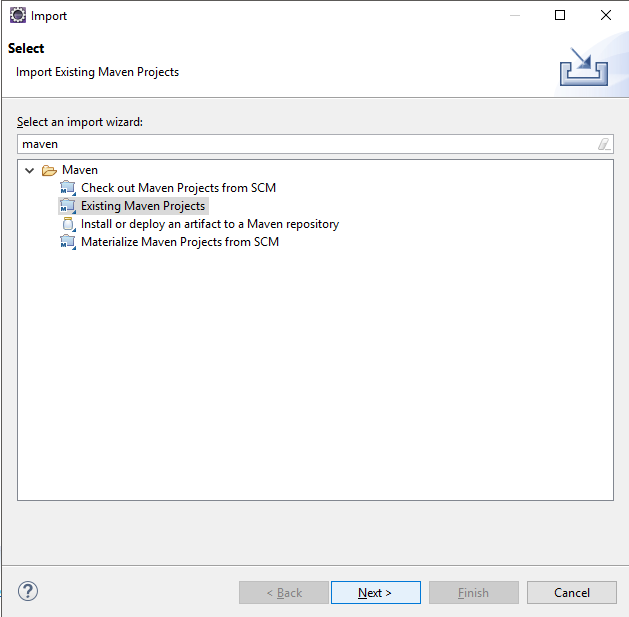 Import
Select
Import Existing Maven Projects
Select an import wizard:
maven
Maven
Check out Maven Projects from SCM
Existing Maven Projects
Install or deploy an artifact to a Maven repository
Materialize Maven Projects from SCM
< Back
Next >
Finish
Cancel